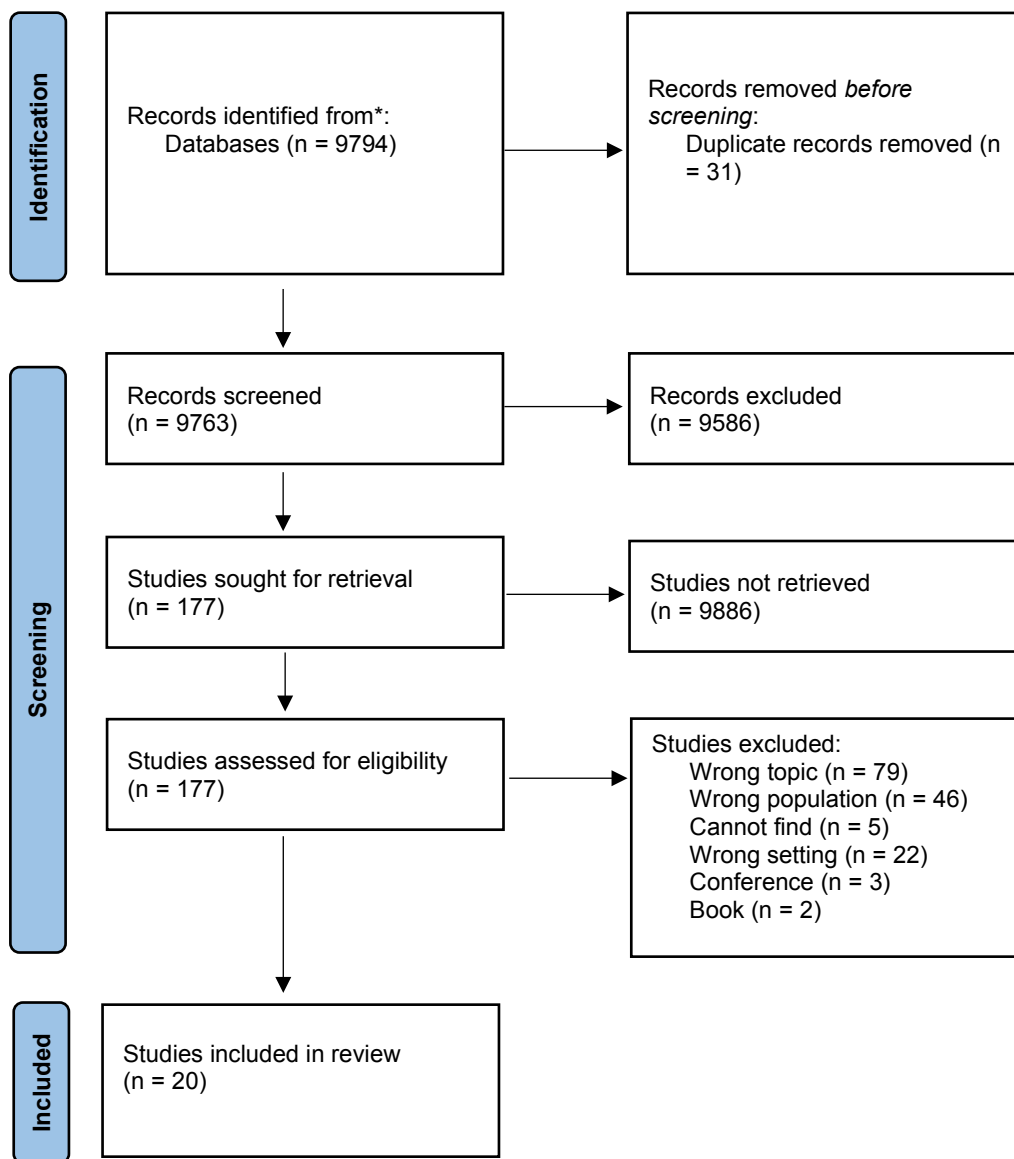 Identification
Records identified from*:
Databases (n = 9794)
Records removed before
screening:
Duplicate records removed (n
= 31)
Screening
Records screened
(n = 9763)
Records excluded
(n = 9586)
Studies sought for retrieval
(n = 177)
Studies not retrieved
(n = 9886)
Studies assessed for eligibility
(n = 177)
Studies excluded:
Wrong topic (n = 79)
Wrong population (n = 46)
Cannot find (n = 5)
Wrong setting (n = 22)
Conference (n = 3)
Book (n = 2)
Included
Studies included in review
(n = 20)